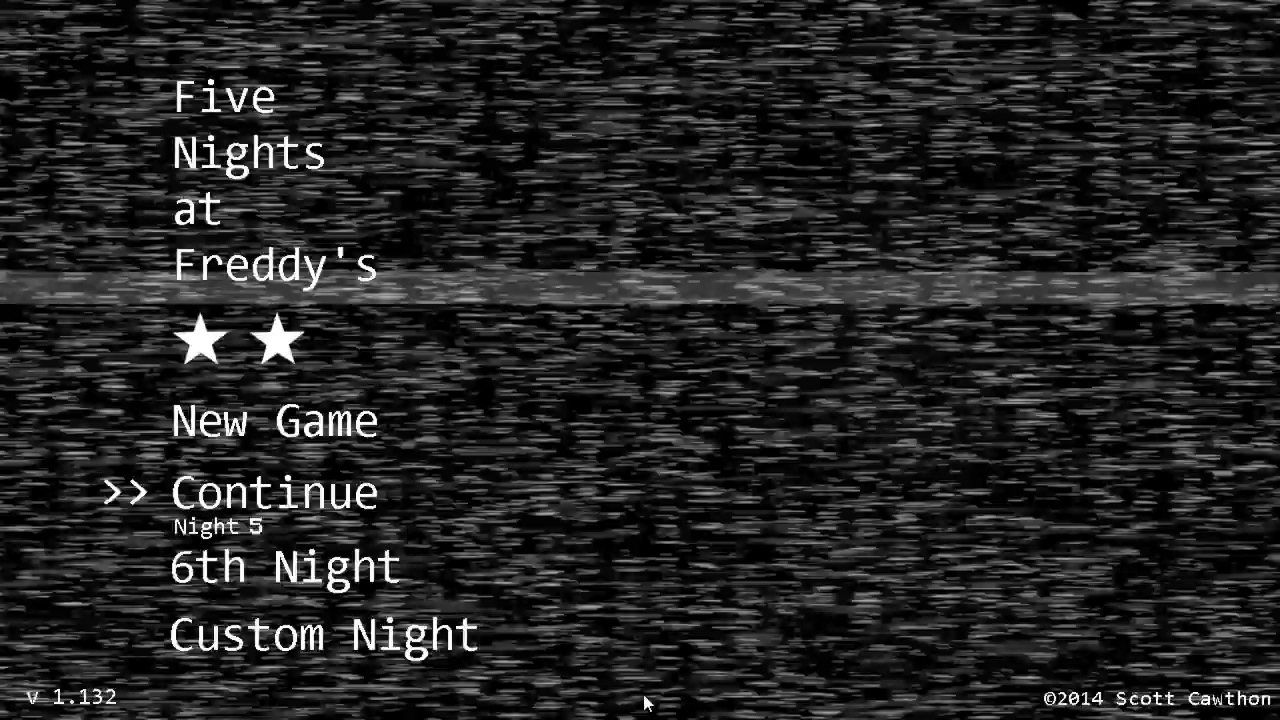 Five
Nights
at
Freddy's
New Game
>> Continue
Night 5
6th Night
Custom Night
v 1.132
©2014 Scott Cawthon